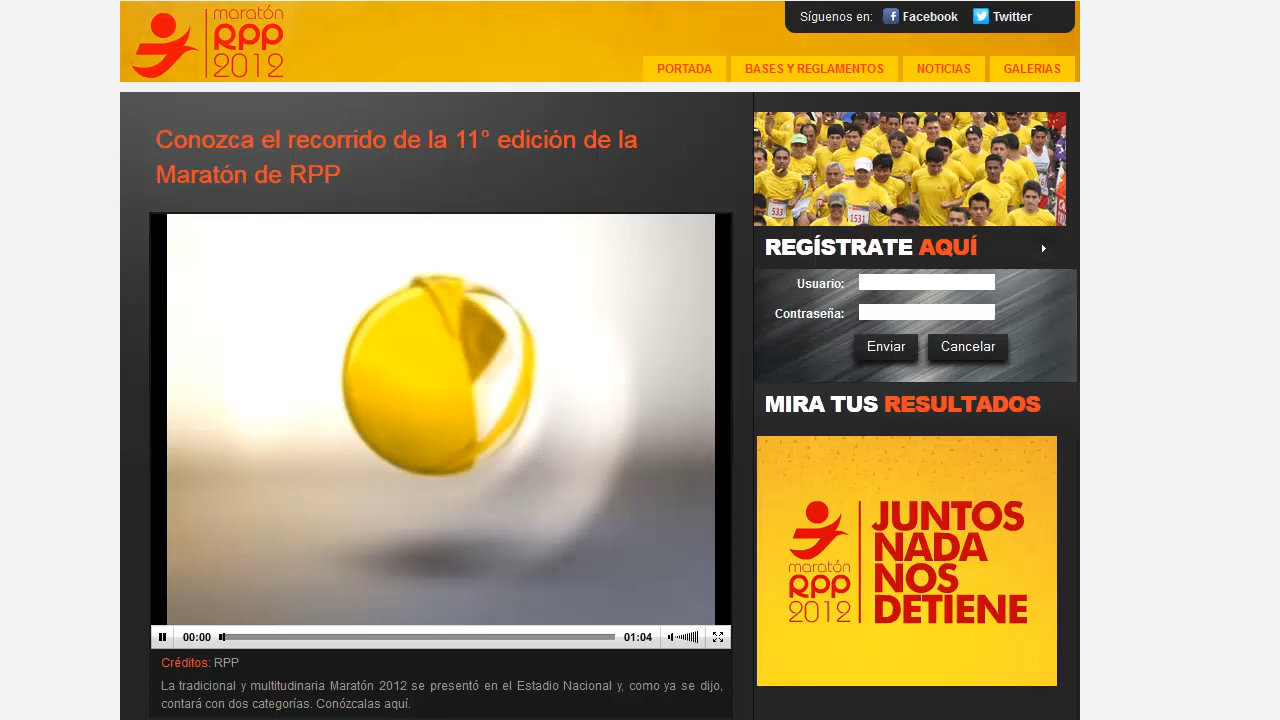 maratón
RPP
2012
Síguenos en: Facebook Twitter
PORTADA BASES Y REGLAMENTOS NOTICIAS GALERIAS
Conozca el recorrido de la 11° edición de la
Maratón de RPP
00:00 01:04
Créditos: RPP
La tradicional y multitudinaria Maratón 2012 se presentó en el Estadio Nacional y, como ya se dijo,
contará con dos categorías. Conózcalas aquí.
533
1531
REGÍSTRATE AQUÍ
Usuario:
Contraseña:
Enviar Cancelar
MIRA TUS RESULTADOS
maratón
RPP
2012
JUNTOS
NADA
NOS
DETIENE